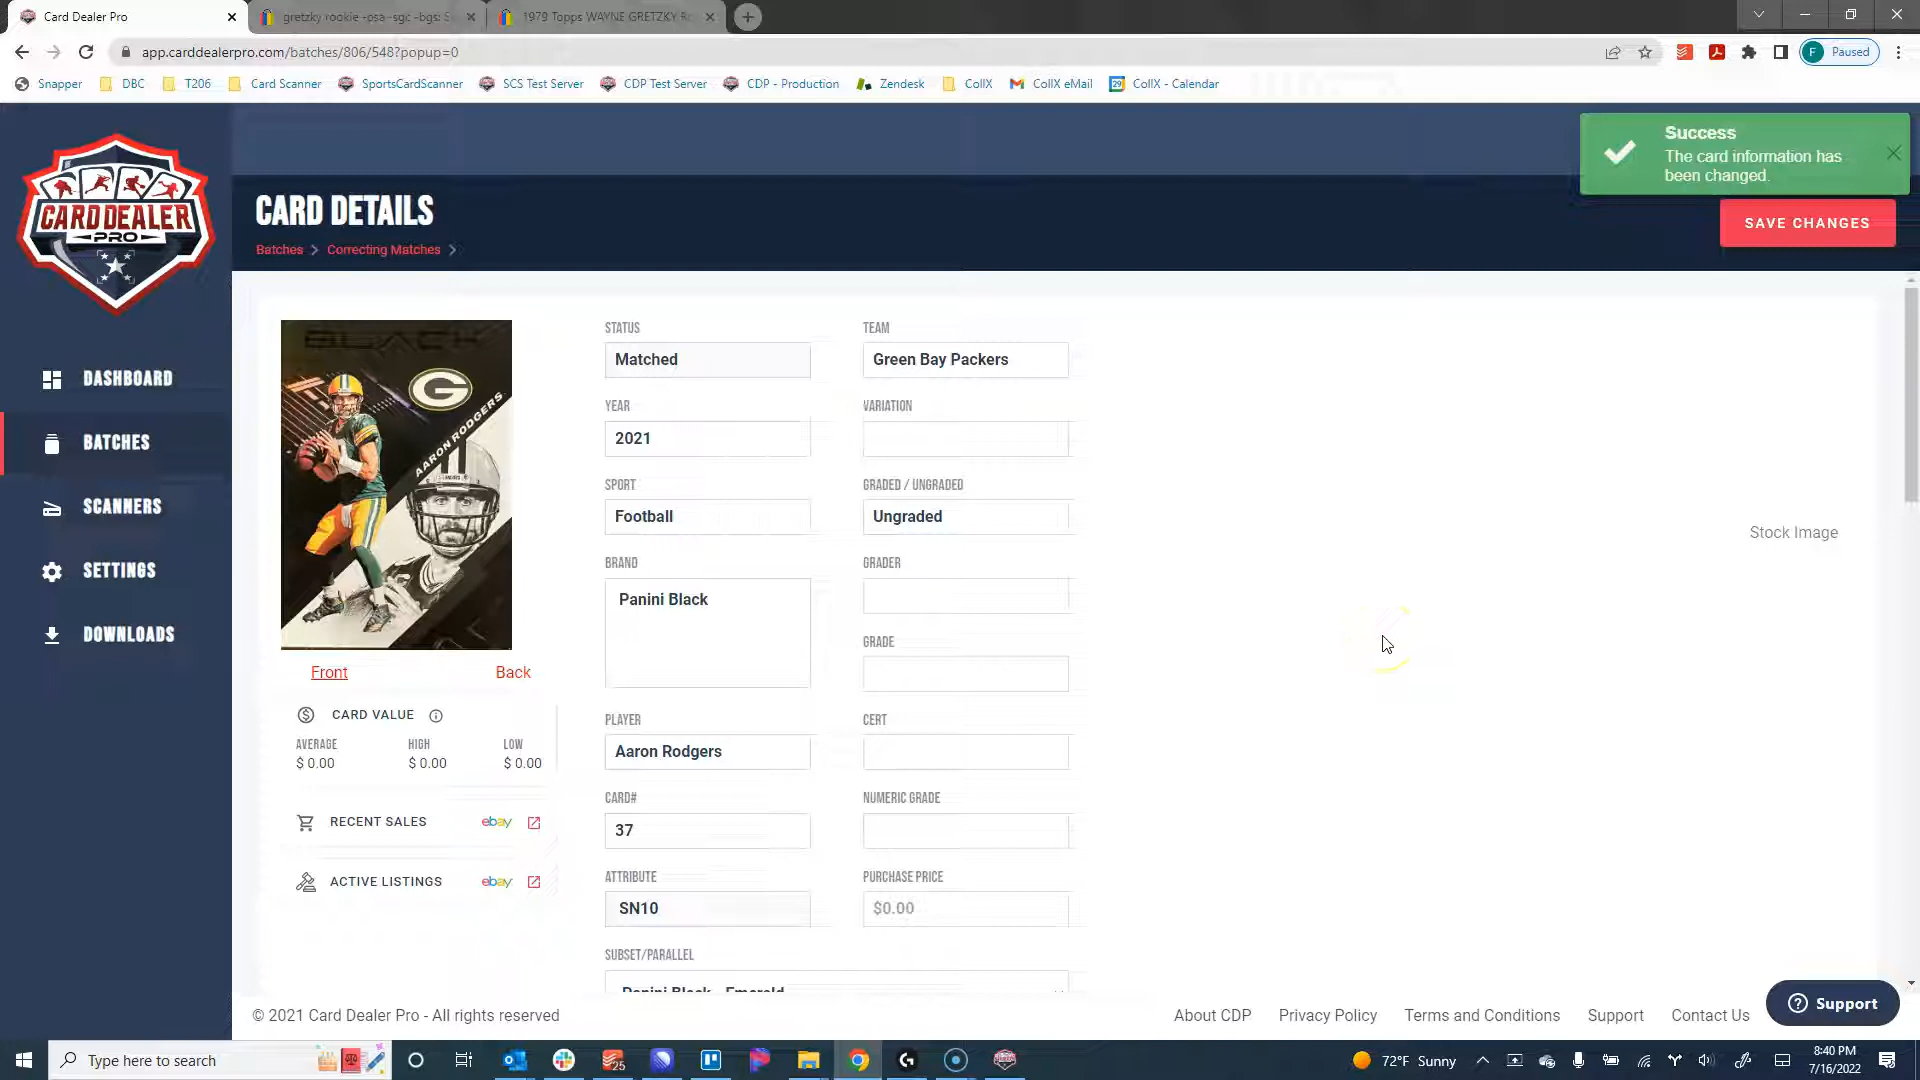 Card Dealer Pro
gretzky rookie -psa -sgc -bgs: S
1979 Topps WAYNE GRETZKY R
app.carddealerpro.com/batches/806/548?popup=0
F Paused
Snapper
DBC
T206
Card Scanner
SportsCardScanner
SCS Test Server
CDP Test Server
CDP - Production
Zendesk
CollX
CollX eMail
CollX - Calendar
CARD DEALER
PRO
CARD DETAILS
Batches > Correcting Matches >
Success
The card information has
been changed.
SAVE CHANGES
DASHBOARD
BATCHES
SCANNERS
SETTINGS
DOWNLOADS
BLACK
G
AARON RODGERS
Front
Back
CARD VALUE
AVERAGE
HIGH
LOW
$ 0.00
$ 0.00
$ 0.00
RECENT SALES
ebay
ACTIVE LISTINGS
ebay
STATUS
Matched
YEAR
2021
SPORT
Football
BRAND
Panini Black
PLAYER
Aaron Rodgers
CARD#
37
ATTRIBUTE
SN10
SUBSET/PARALLEL
Panini Black - Emerald
TEAM
Green Bay Packers
VARIATION
GRADED / UNGRADED
Ungraded
GRADER
GRADE
CERT
NUMERIC GRADE
PURCHASE PRICE
$0.00
Stock Image
© 2021 Card Dealer Pro - All rights reserved
About CDP
Privacy Policy
Terms and Conditions
Support
Contact Us
Support
Type here to search
25
72°F Sunny
8:40 PM
7/16/2022